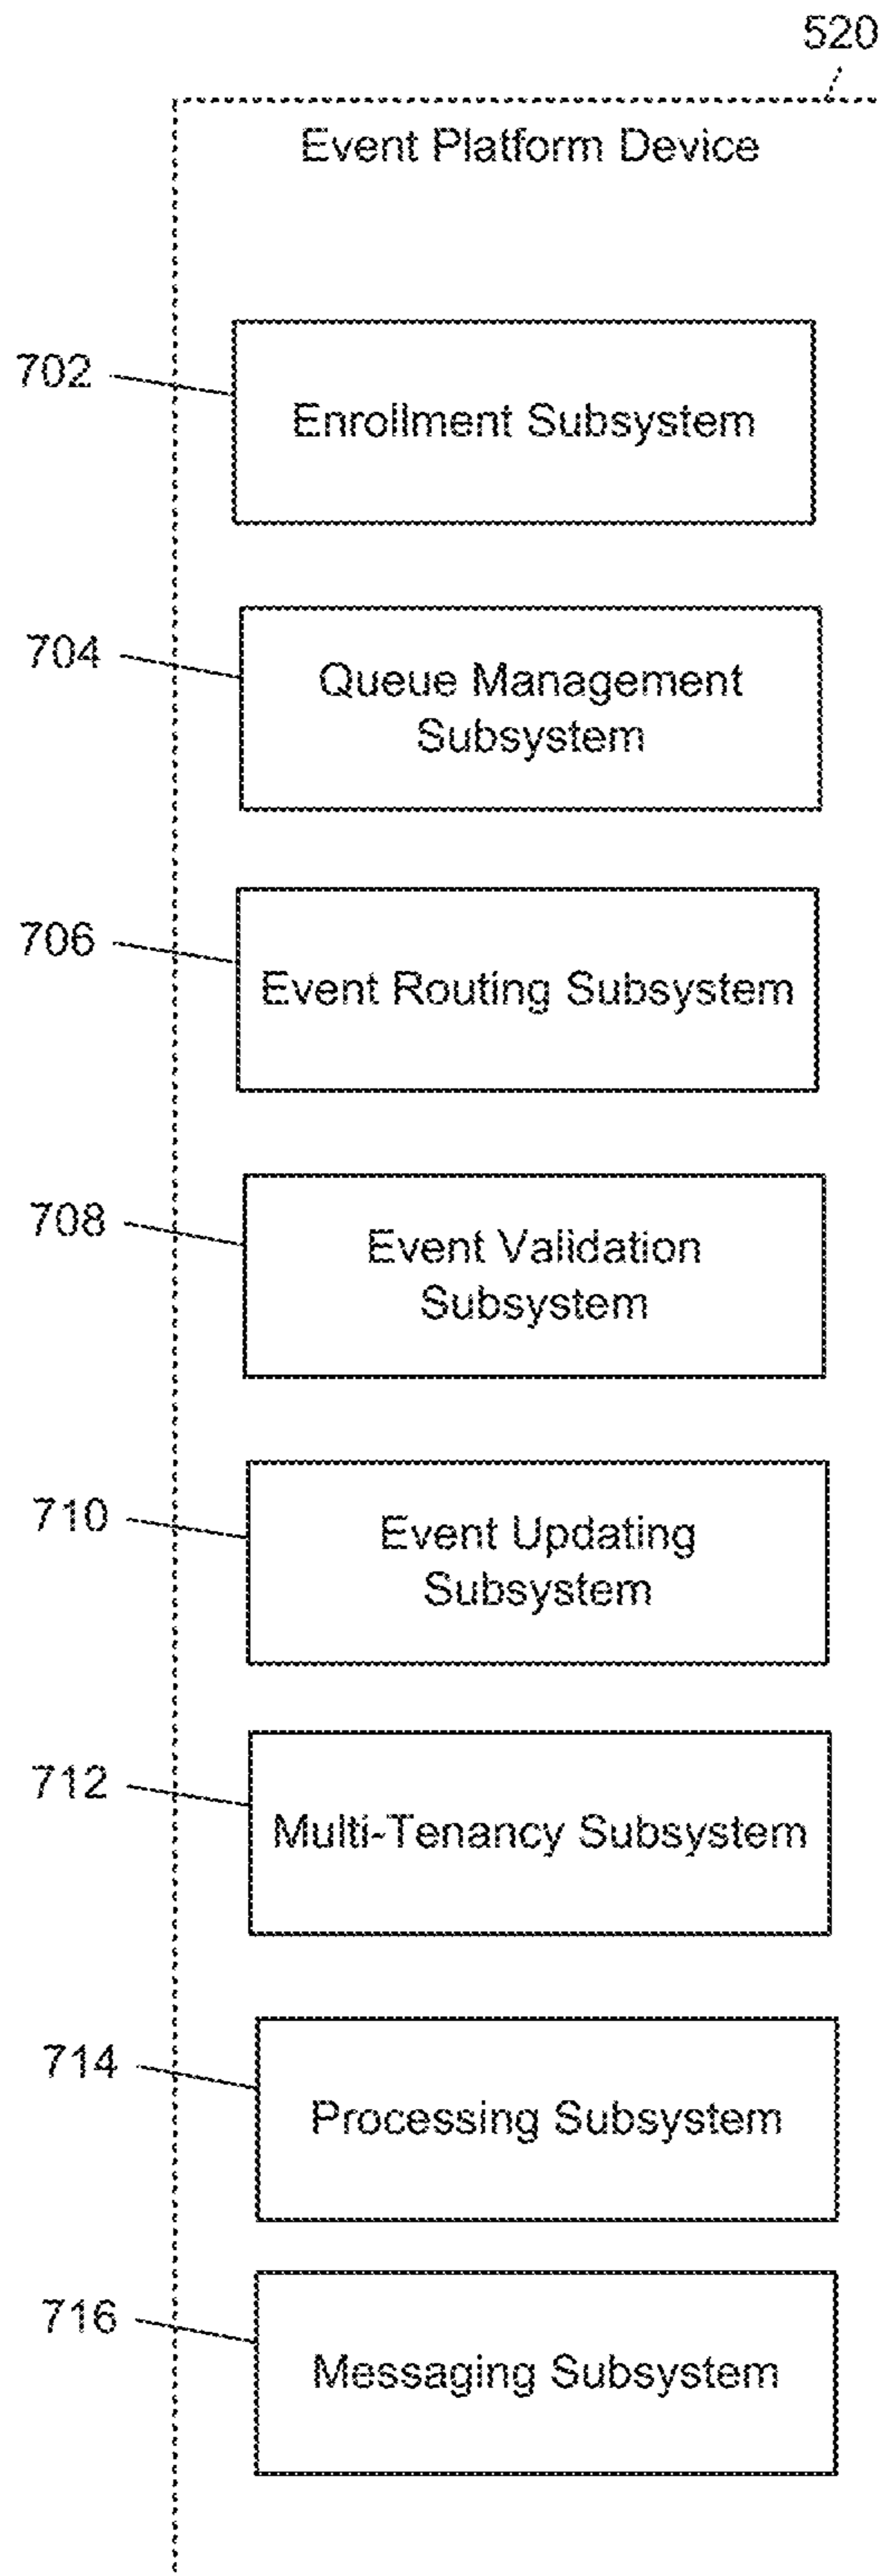 520
Event Platform Device
702
Enrollment Subsystem
704
Queue Management
Subsystem
706
Event Routing Subsystem
708
Event Validation
Subsystem
710
Event Updating
Subsystem
712
Multi-Tenancy Subsystem
714
Processing Subsystem
716
Messaging Subsystem